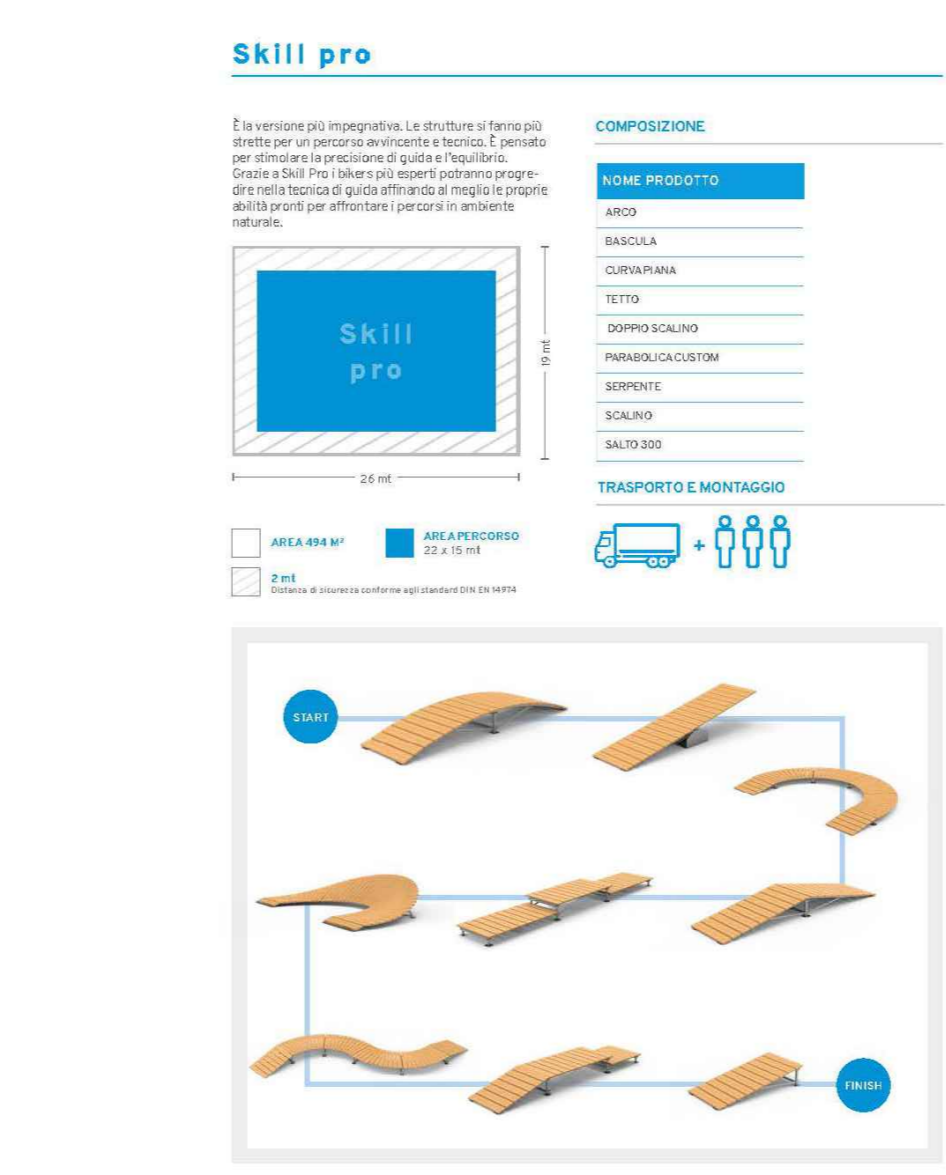 Skill pro
È la versione più impegnativa. Le strutture si fanno più
strette per un percorso avvincente e tecnico. È pensato
per stimolare la precisione di guida e l'equilibrio.
Grazie a Skill Pro i bikers più esperti potranno progre-
dire nella tecnica di guida affinando al meglio le proprie
abilità pronti per affrontare i percorsi in ambiente
naturale.
Skill
pro
19 mt
26 mt
AREA 494 M²
AREA PERCORSO
22 x 15 mt
2 mt
Distanza di sicurezza conforme agli standard DIN EN 14974
COMPOSIZIONE
NOME PRODOTTO
ARCO
BASCULA
CURVA PIANA
TETTO
DOPPIO SCALINO
PARABOLICA CUSTOM
SERPENTE
SCALINO
SALTO 300
TRASPORTO E MONTAGGIO
+
START
FINISH